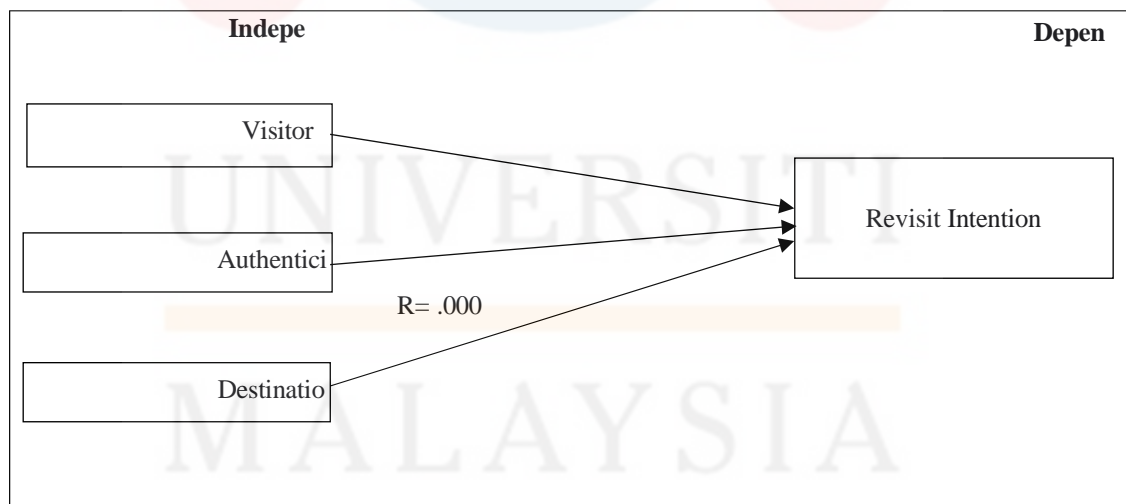 Indepe
Depen
Visitor
UNIVERSITI
Revisit Intention
Authentici
R= .000
Destinatio
MALAYSIA